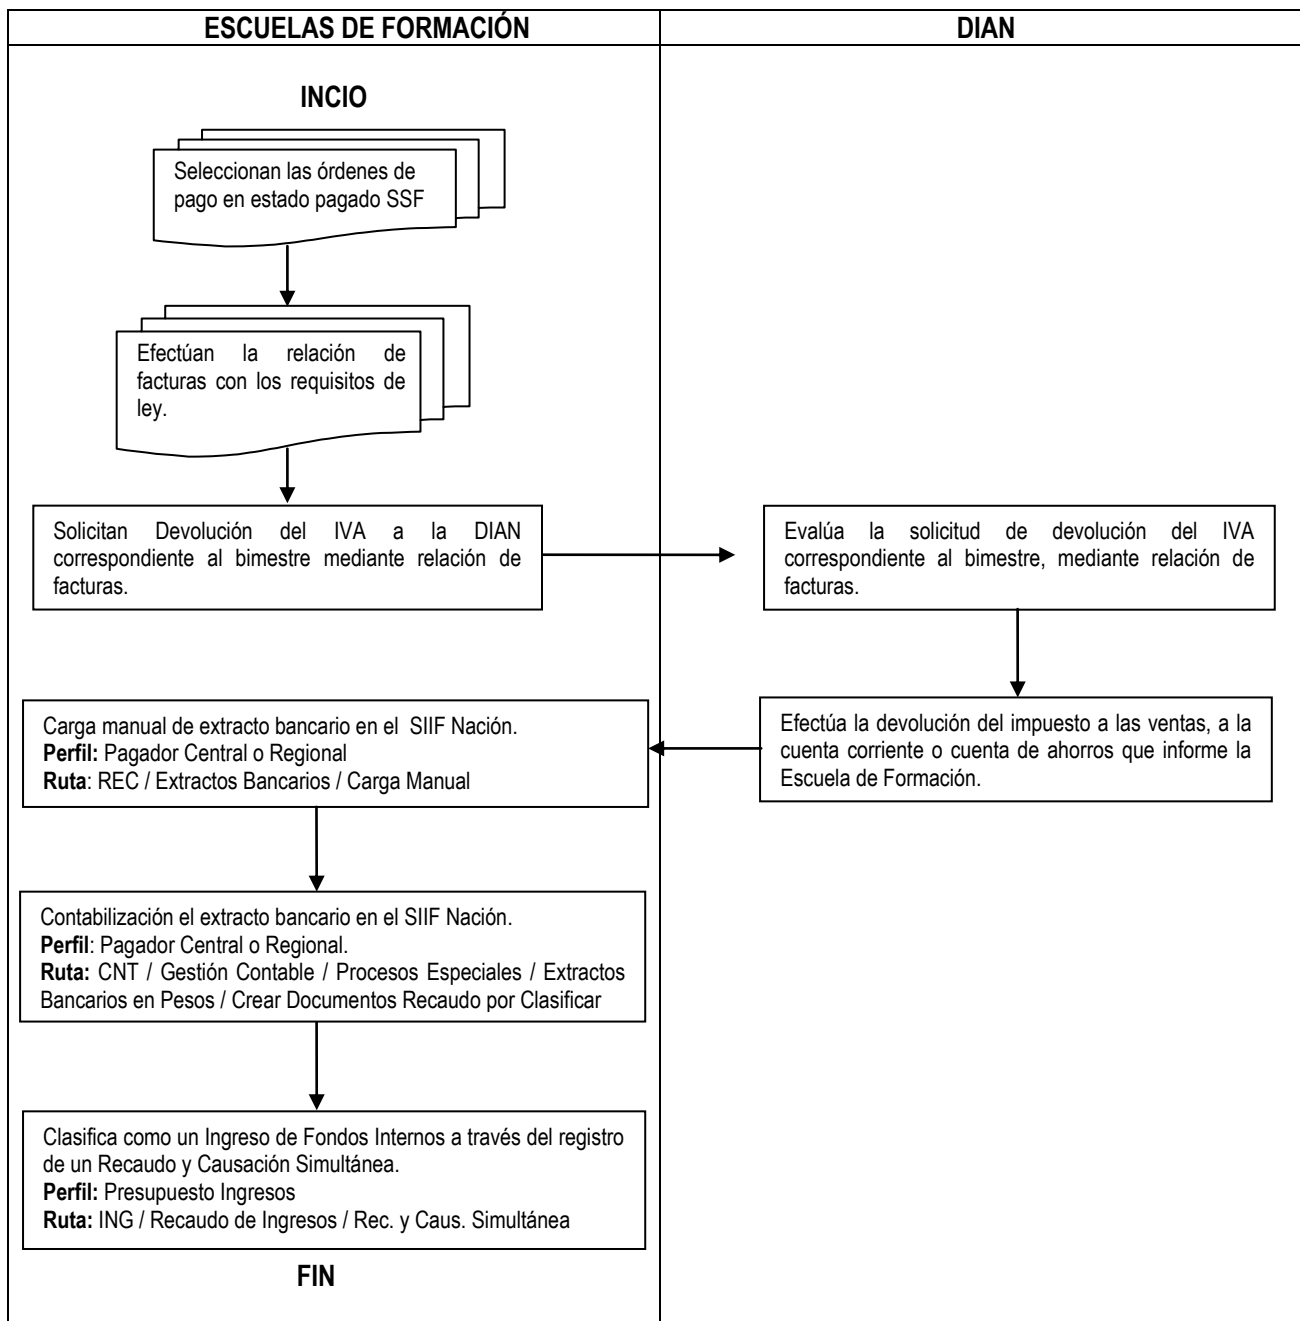 ESCUELAS DE FORMACIÓN
DIAN
INCIO
Seleccionan las órdenes de
pago en estado pagado SSF
Efectúan la relación de
facturas con los requisitos de
ley.
Solicitan Devolución del IVA a la DIAN
correspondiente al bimestre mediante relación de
facturas.
Evalúa la solicitud de devolución del IVA
correspondiente al bimestre, mediante relación de
facturas.
Efectúa la devolución del impuesto a las ventas, a la
cuenta corriente o cuenta de ahorros que informe la
Escuela de Formación.
Carga manual de extracto bancario en el SIIF Nación.
Perfil: Pagador Central o Regional
Ruta: REC / Extractos Bancarios / Carga Manual
Contabilización el extracto bancario en el SIIF Nación.
Perfil: Pagador Central o Regional.
Ruta: CNT / Gestión Contable / Procesos Especiales / Extractos
Bancarios en Pesos / Crear Documentos Recaudo por Clasificar
Clasifica como un Ingreso de Fondos Internos a través del registro
de un Recaudo y Causación Simultánea.
Perfil: Presupuesto Ingresos
Ruta: ING / Recaudo de Ingresos / Rec. y Caus. Simultánea
FIN